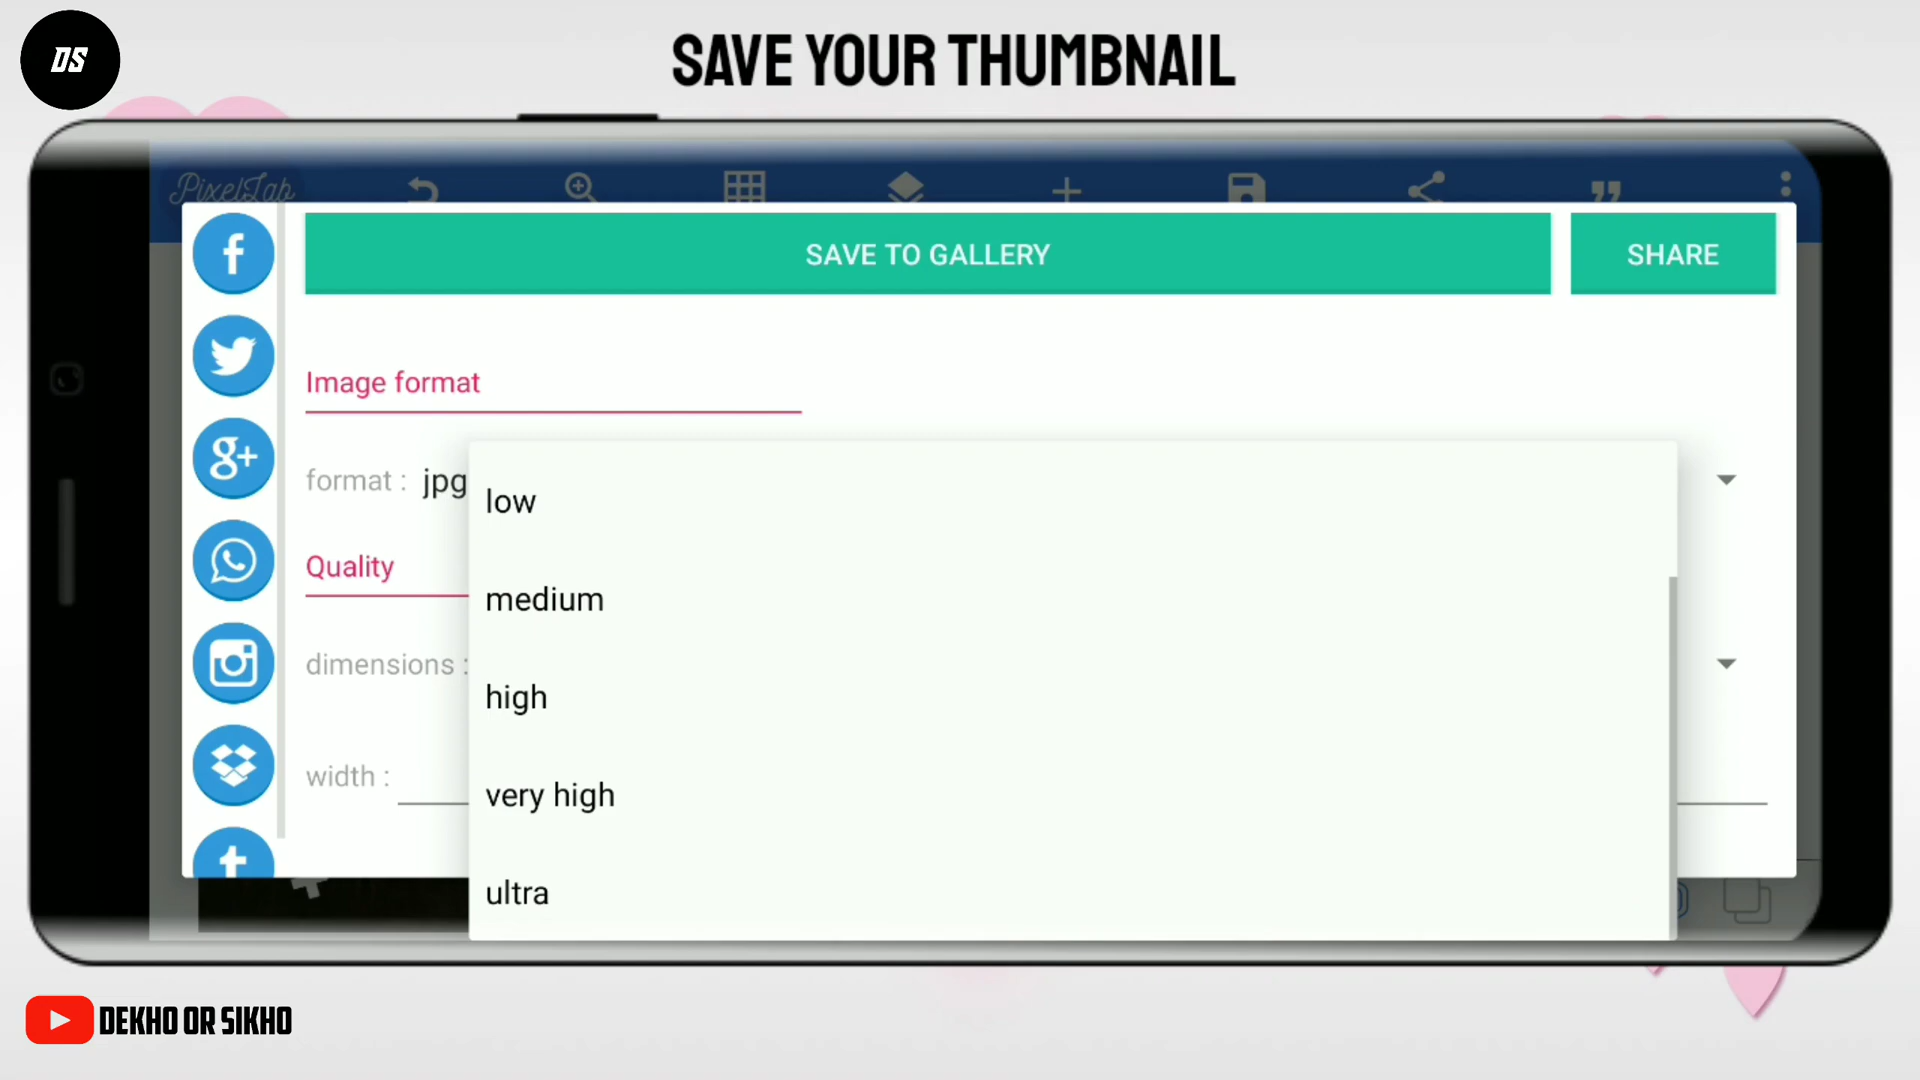 DS
SAVE YOUR THUMBNAIL
PixelLab
SAVE TO GALLERY
SHARE
Image format
format : jpg
low
Quality
medium
dimensions :
high
width :
very high
ultra
DEKHO OR SIKHO